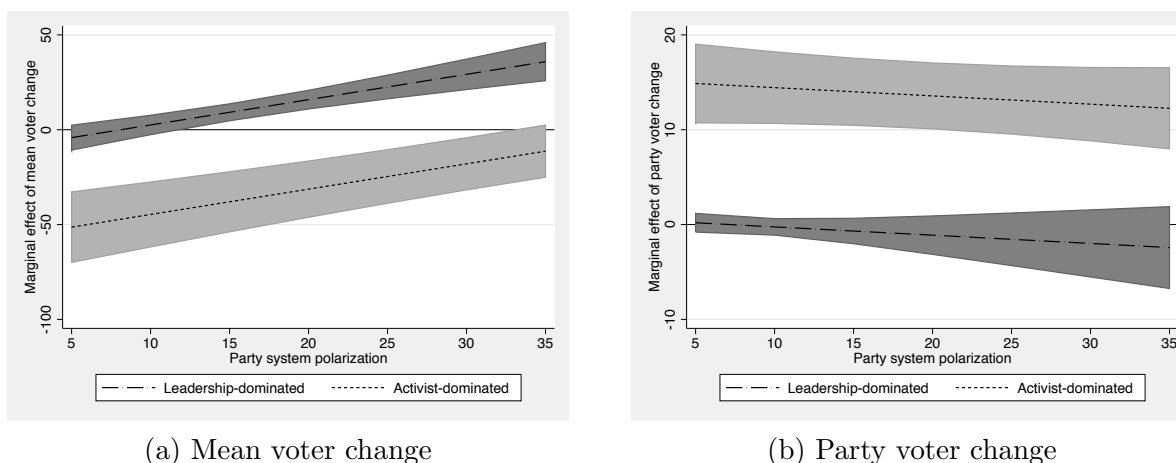 Marginal effect of mean voter change
50
0
-50
-100
5 10 15 20 25 30 35
Party system polarization
Leadership-dominated Activist-dominated
(a) Mean voter change
Marginal effect of party voter change
20
10
0
-10
5 10 15 20 25 30 35
Party system polarization
Leadership-dominated Activist-dominated
(b) Party voter change